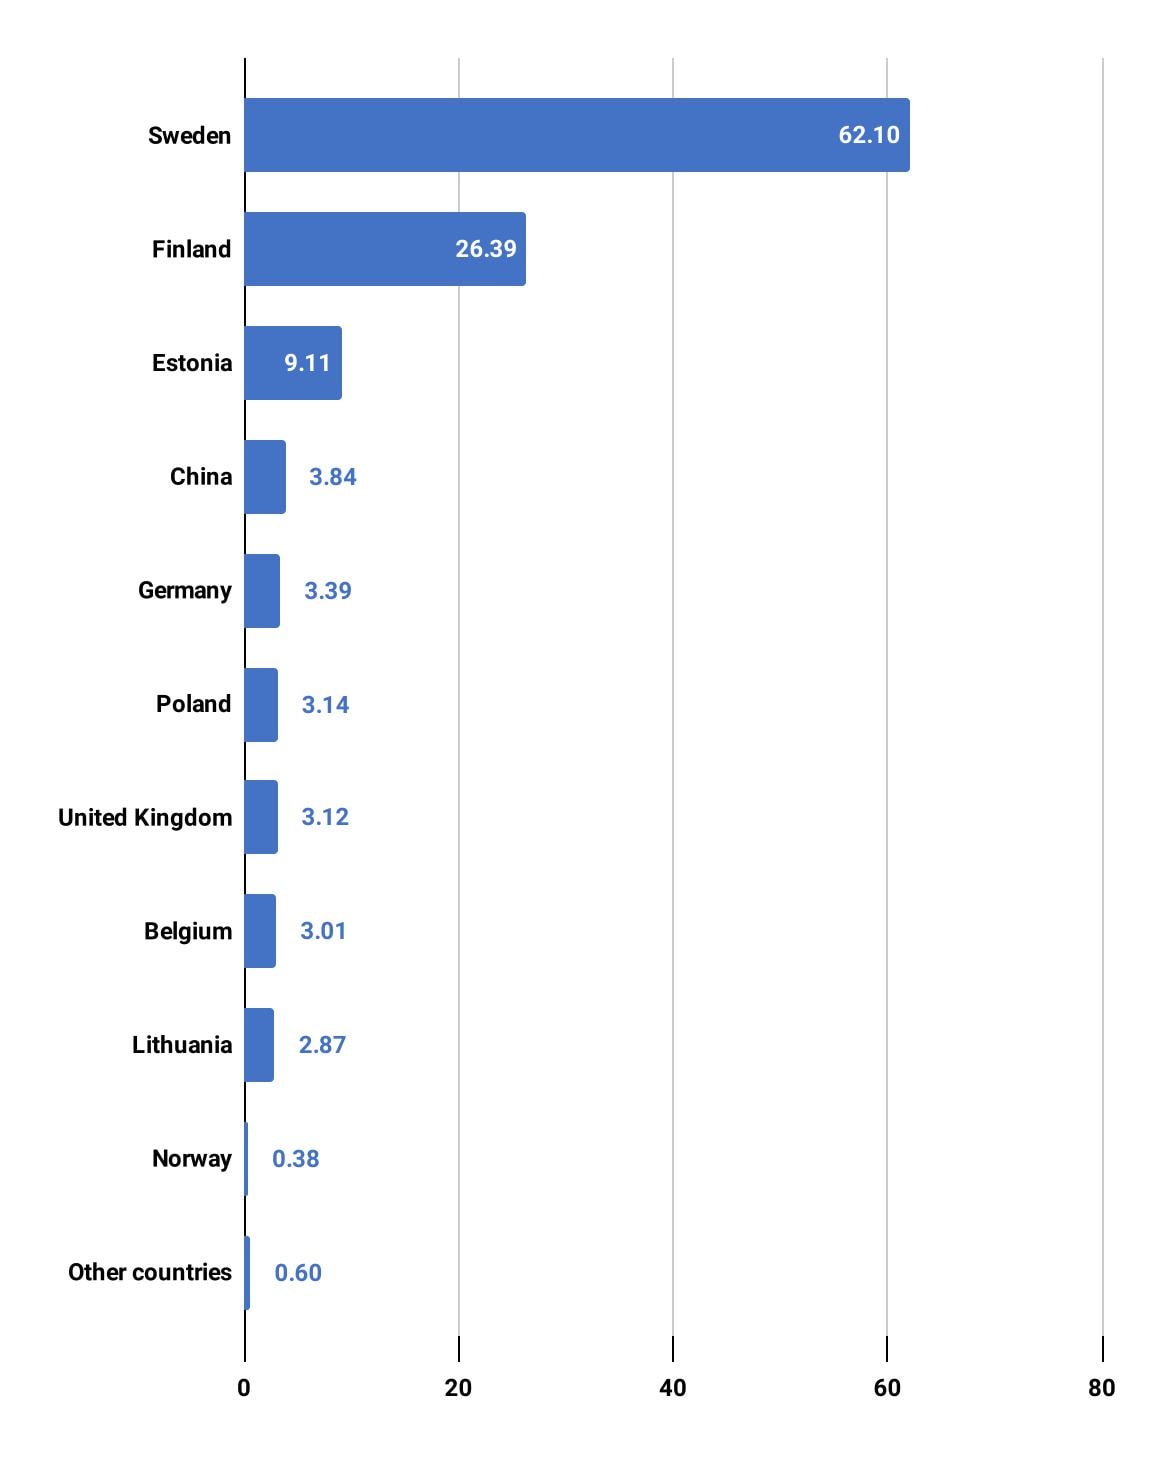 Sweden 62.10
Finland 26.39
Estonia 9.11
China 3.84
Germany 3.39
Poland 3.14
United Kingdom 3.12
Belgium 3.01
Lithuania 2.87
Norway 0.38
Other countries 0.60
0 20 40 60 80